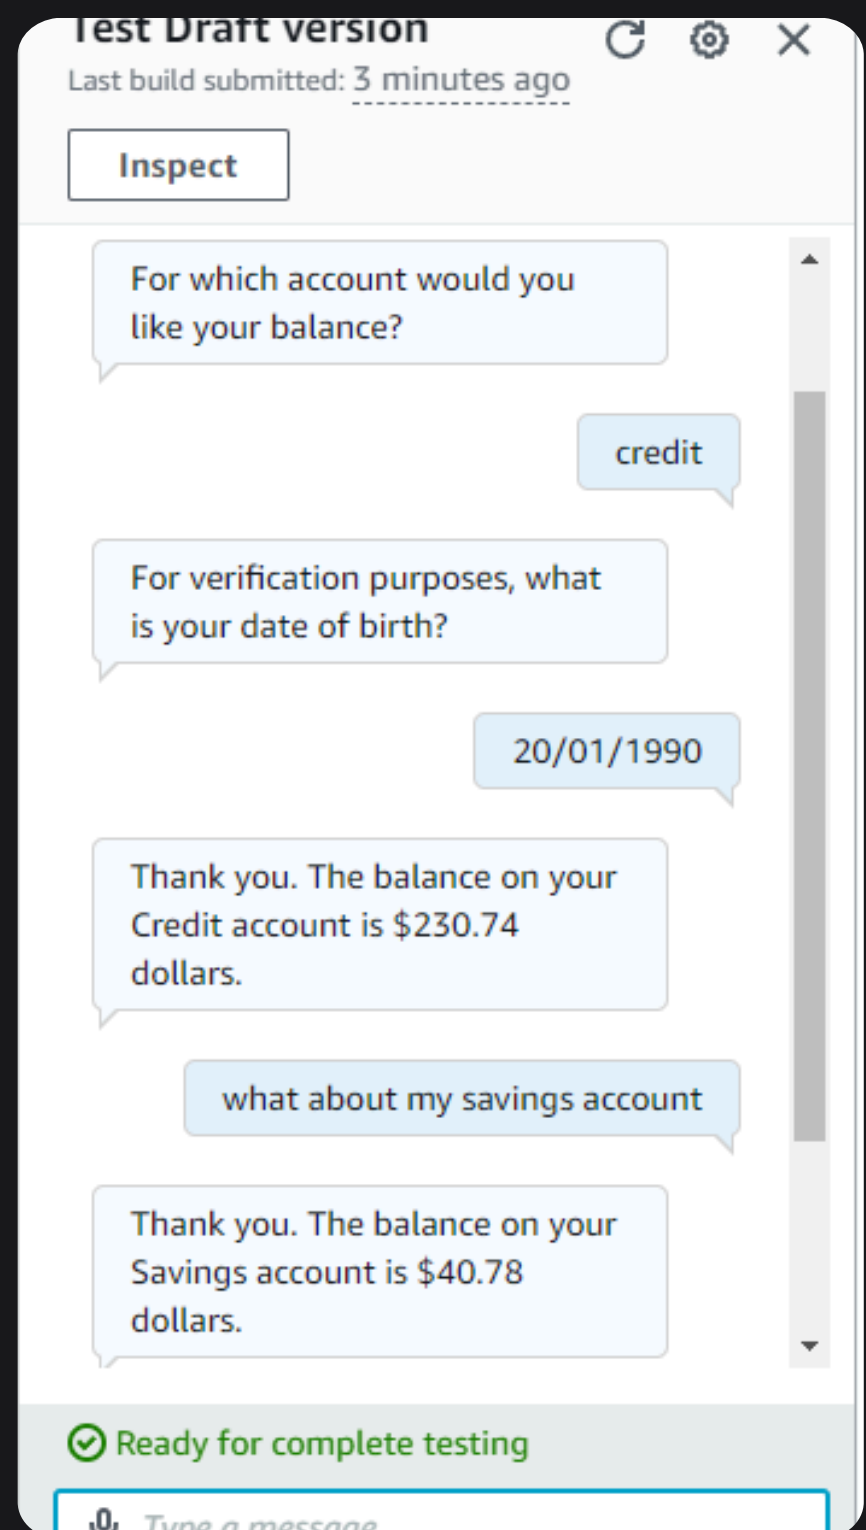 Test Draft version
Last build submitted: 3 minutes ago
Inspect
For which account would you
like your balance?
credit
For verification purposes, what
is your date of birth?
20/01/1990
Thank you. The balance on your
Credit account is $230.74
dollars.
what about my savings account
Thank you. The balance on your
Savings account is $40.78
dollars.
Ready for complete testing
Type a message